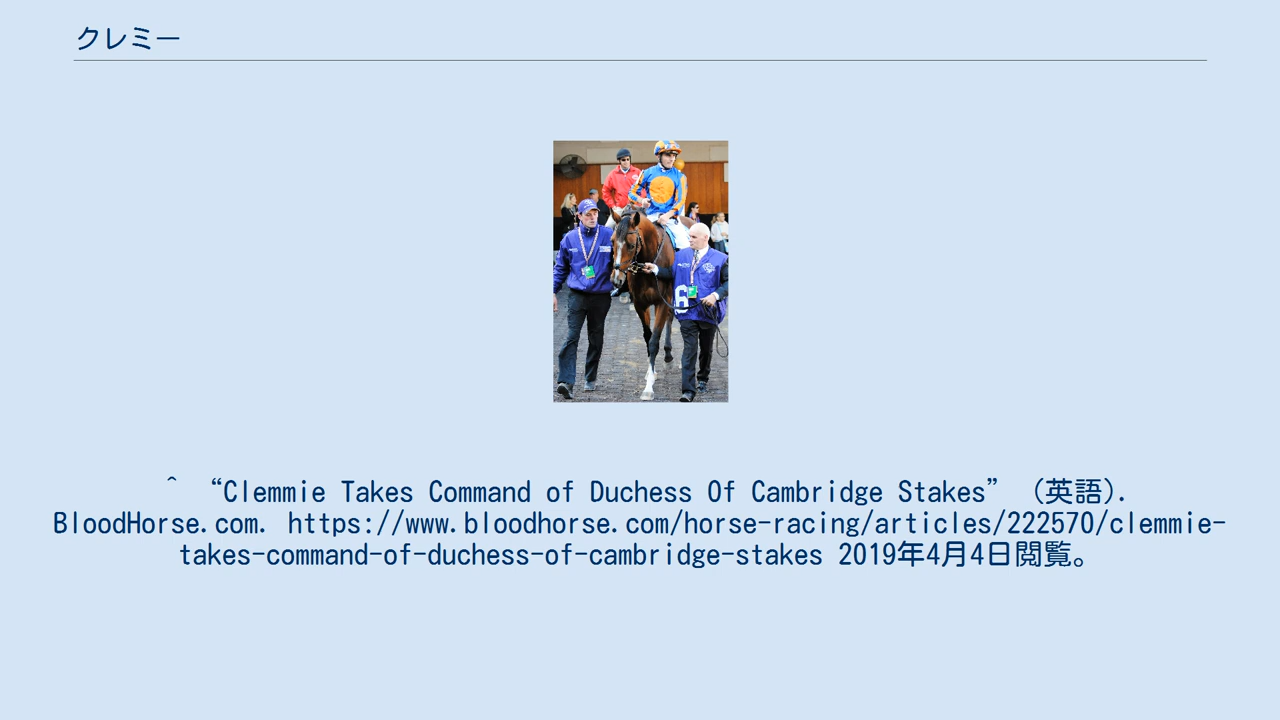 クレミー
6
^ “Clemmie Takes Command of Duchess Of Cambridge Stakes” (英語).
BloodHorse.com. https://www.bloodhorse.com/horse-racing/articles/222570/clemmie-
takes-command-of-duchess-of-cambridge-stakes 2019年4月4日閲覧。